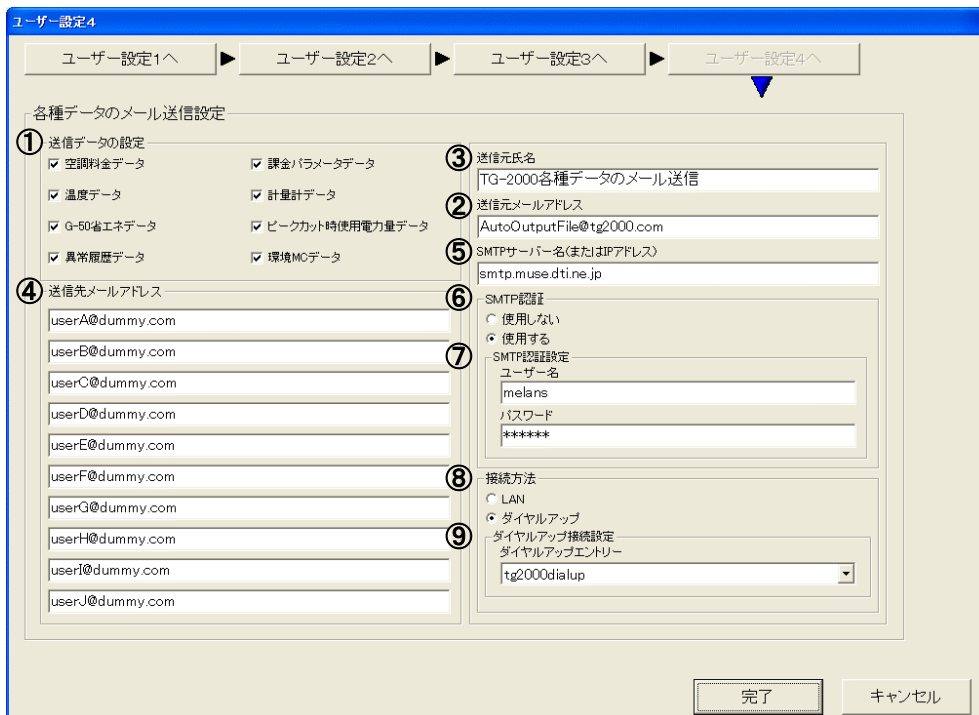 ユーザー設定4
ユーザー設定1へ
ユーザー設定2へ
ユーザー設定3へ
ユーザー設定4へ
各種データのメール送信設定
① 送信データの設定
空調料金データ
課金パラメータデータ
温度データ
計量計データ
G-50省エネデータ
ピークカット時使用電力量データ
異常履歴データ
環境MCデータ
④ 送信先メールアドレス
userA@dummy.com
userB@dummy.com
userC@dummy.com
userD@dummy.com
userE@dummy.com
userF@dummy.com
userG@dummy.com
userH@dummy.com
userI@dummy.com
userJ@dummy.com
③ 送信元氏名
TG-2000各種データのメール送信
② 送信元メールアドレス
AutoOutputFile@tg2000.com
⑤ SMTPサーバー名(またはIPアドレス)
smtp.muse.dti.ne.jp
⑥ SMTP認証
使用しない
使用する
⑦ SMTP認証設定
ユーザー名
melans
パスワード
******
⑧ 接続方法
LAN
ダイヤルアップ
⑨ ダイヤルアップ接続設定
ダイヤルアップエントリー
tg2000dialup
完了
キャンセル